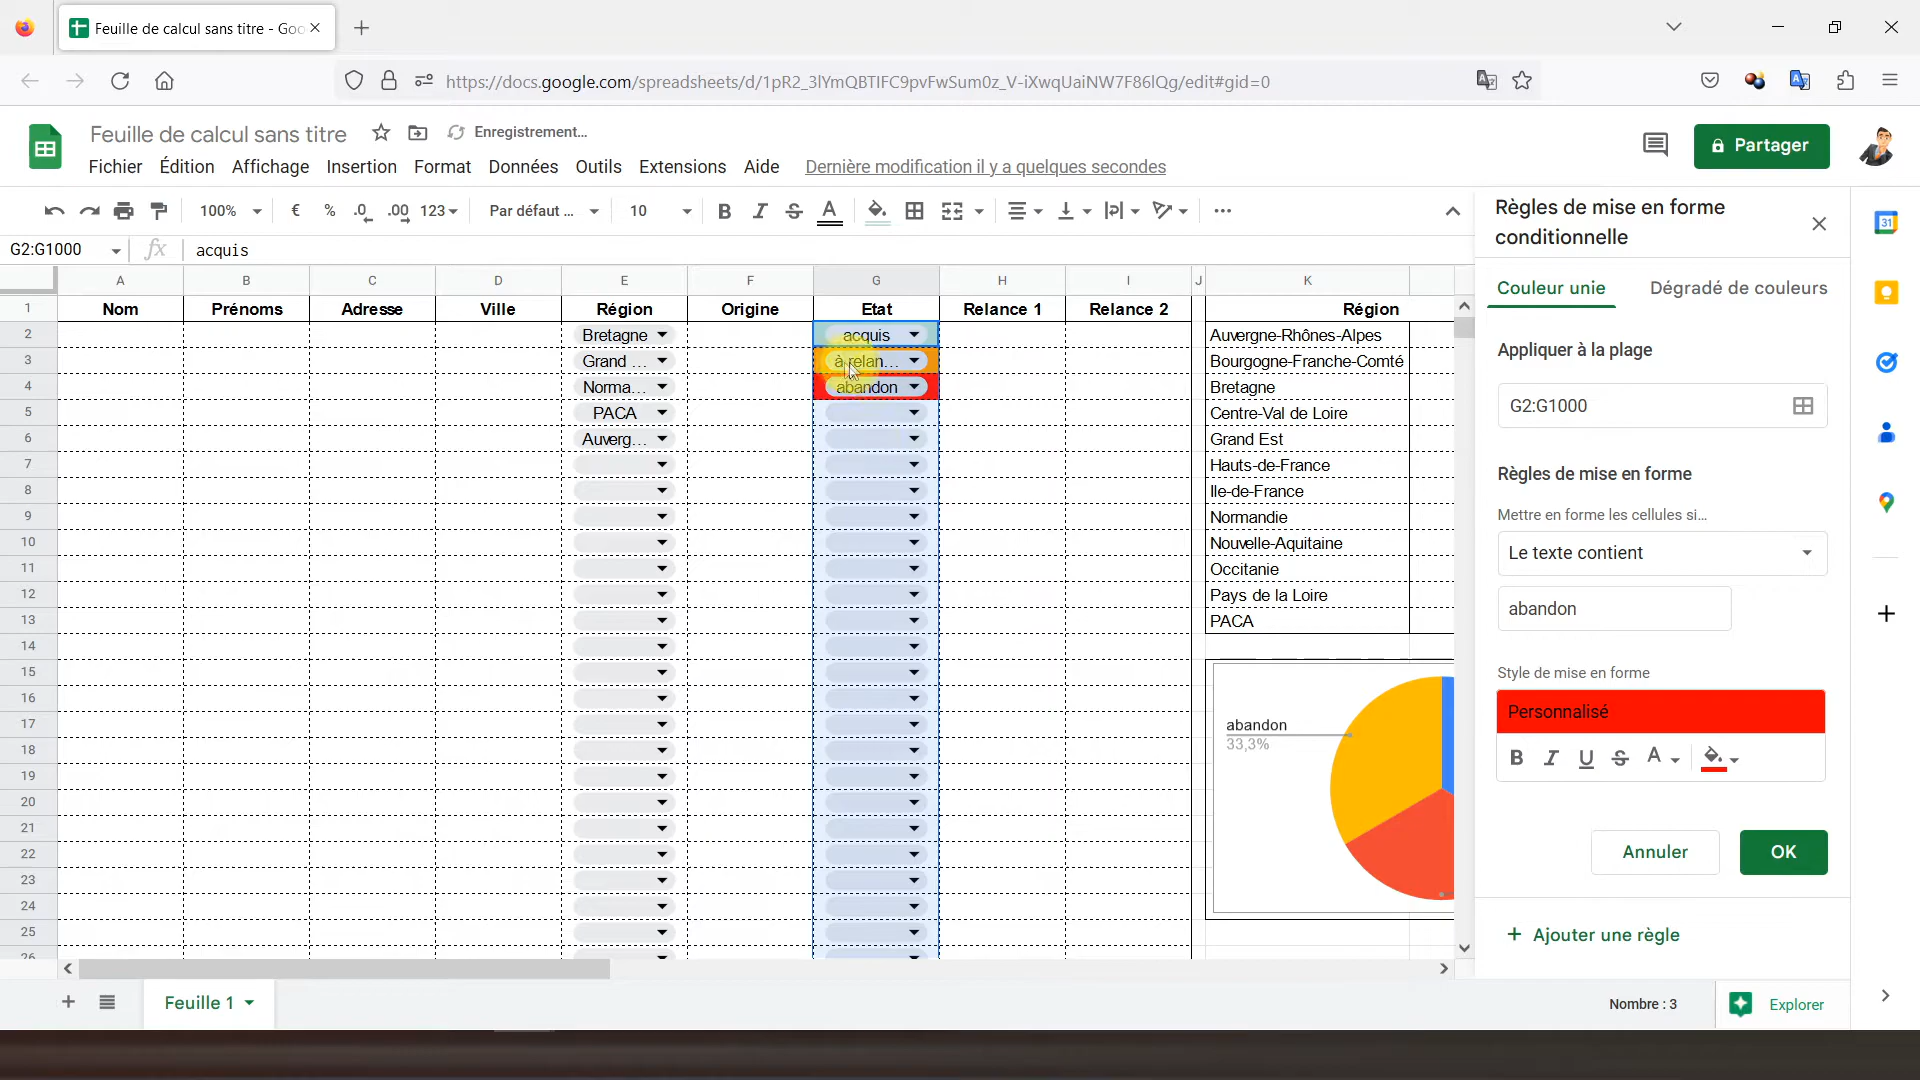 Feuille de calcul sans titre - Goo
https://docs.google.com/spreadsheets/d/1pR2_3lYmQBTIFC9pvFwSum0z_V-iXwqUaiNW7F86lQg/edit#gid=0
Feuille de calcul sans titre
Enregistrement...
Fichier Édition Affichage Insertion Format Données Outils Extensions Aide Dernière modification il y a quelques secondes
Partager
100% € % .0 .00 123 Par défaut ... 10 B I S A
G2:G1000 fx acquis
A B C D E F G H I J K
1 Nom Prénoms Adresse Ville Région Origine Etat Relance 1 Relance 2 Région
2 Bretagne acquis Auvergne-Rhônes-Alpes
3 Grand ... à relan... Bourgogne-Franche-Comté
4 Norma... abandon Bretagne
5 PACA Centre-Val de Loire
6 Auverg... Grand Est
7 Hauts-de-France
8 Ile-de-France
9 Normandie
10 Nouvelle-Aquitaine
11 Occitanie
12 Pays de la Loire
13 PACA
14
15
16
17
18
19
20
21
22
23
24
25
26
abandon
33,3%
Règles de mise en forme
conditionnelle
Couleur unie Dégradé de couleurs
Appliquer à la plage
G2:G1000
Règles de mise en forme
Mettre en forme les cellules si...
Le texte contient
abandon
Style de mise en forme
Personnalisé
B I U S A
Annuler OK
+ Ajouter une règle
31
Feuille 1
Nombre : 3
Explorer